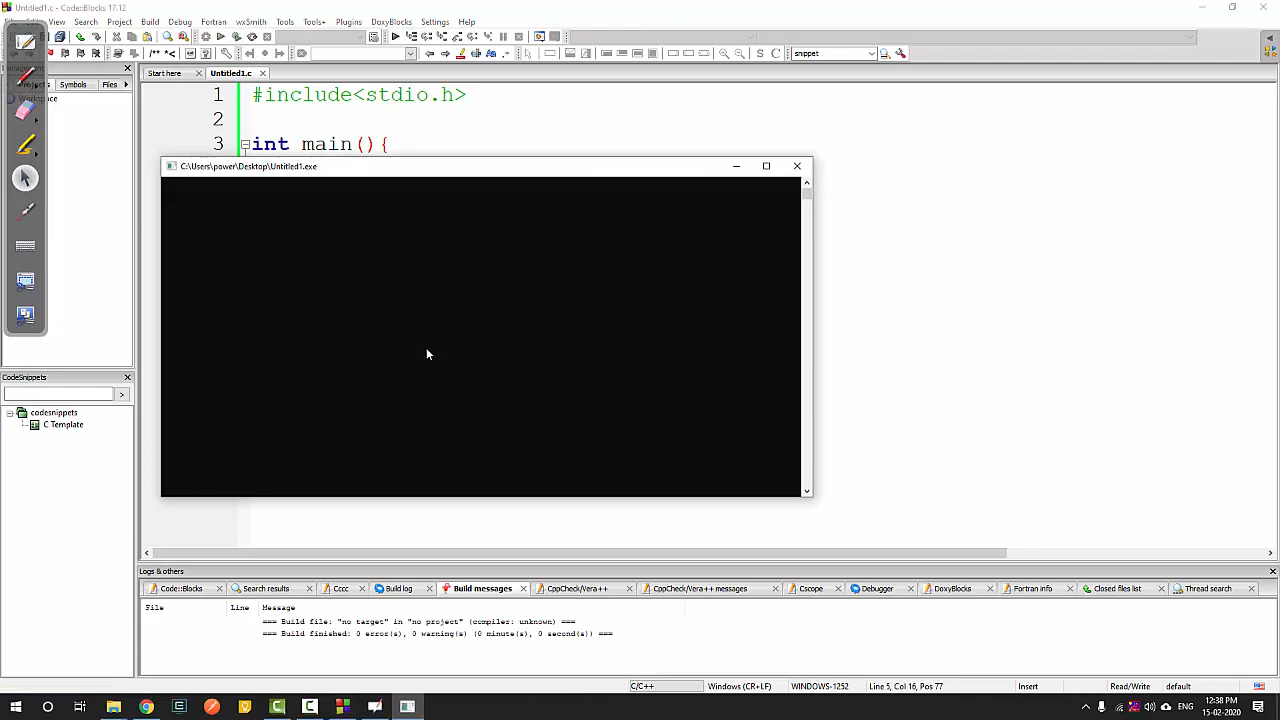 Untitled1.c - Code::Blocks 17.12
View Search Project Build Debug Fortran wxSmith Tools Tools+ Plugins DoxyBlocks Settings Help
/** *<
snippet
Projects Symbols Files
Start here Untitled1.c
Workspace
1 #include<stdio.h>
2
3 int main(){
C:\Users\power\Desktop\Untitled1.exe
CodeSnippets
>
codesnippets
C Template
Logs & others
Code::Blocks Search results Cccc Build log Build messages CppCheck/Vera++ CppCheck/Vera++ messages Cscope Debugger DoxyBlocks Fortran info Closed files list Thread search
File Line Message
=== Build file: "no target" in "no project" (compiler: unknown) ===
=== Build finished: 0 error(s), 0 warning(s) (0 minute(s), 0 second(s)) ===
C/C++ Windows (CR+LF) WINDOWS-1252 Line 5, Col 16, Pos 77 Insert Read/Write default
ENG
12:38 PM
15-02-2020